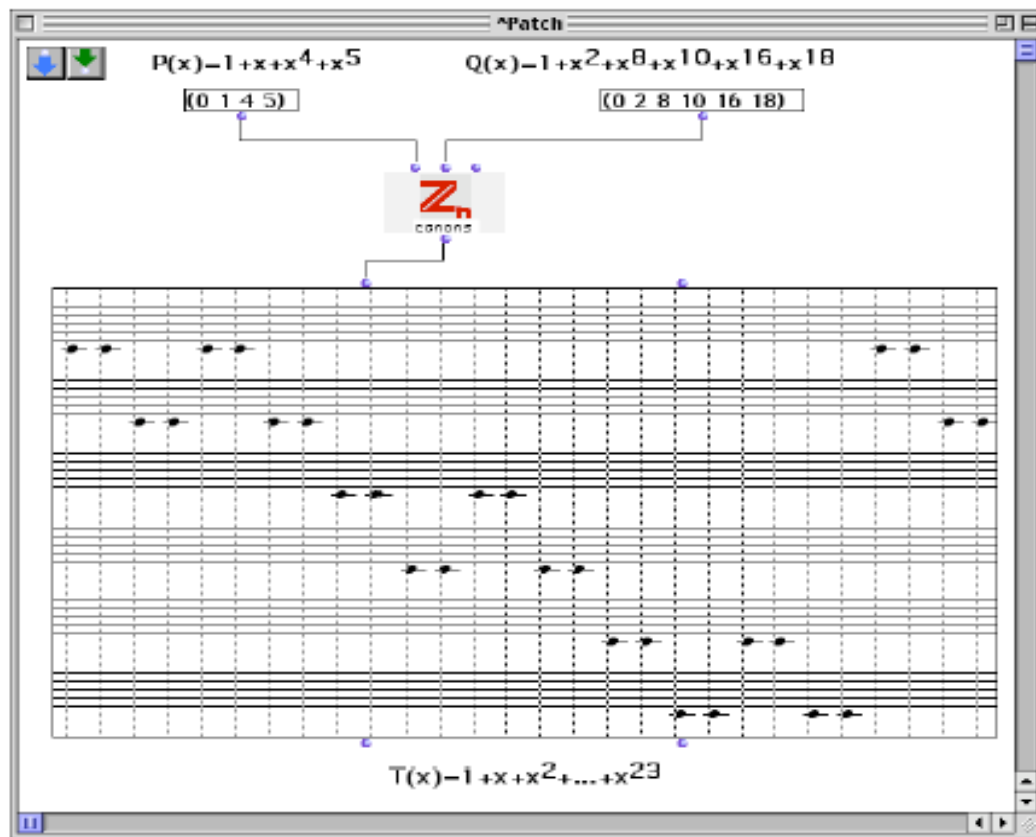 *Patch
P(x)-1+x+x⁴+x⁵ Q(x)-1+x²+x⁸+x¹⁰+x¹⁶+x¹⁸
(0 1 4 5) (0 2 8 10 16 18)
Zn
canons
T(x)-1+x+x²+...+x²³